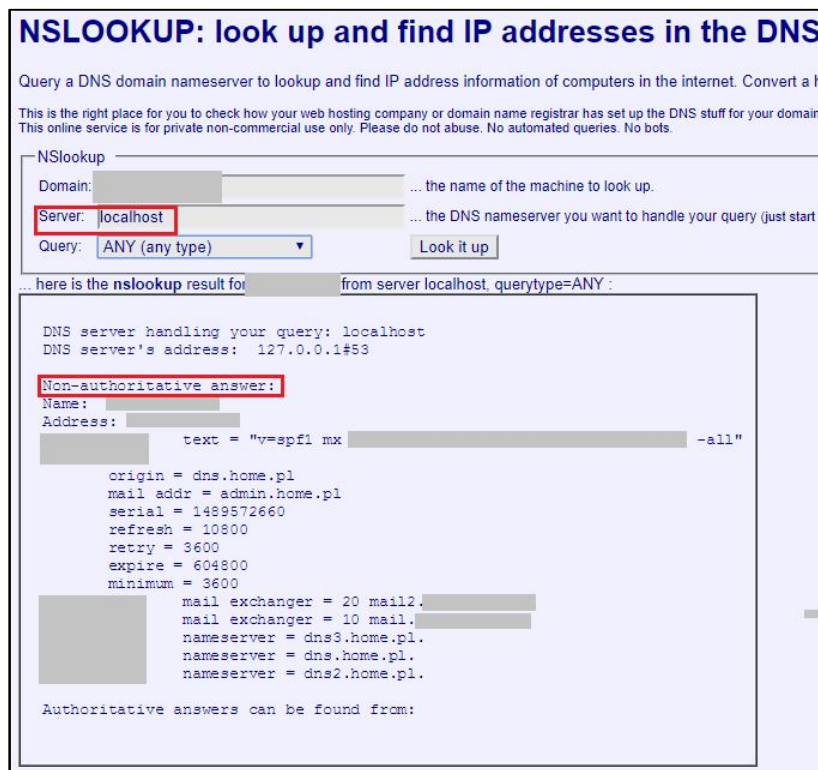 NSLOOKUP: look up and find IP addresses in the DNS
Query a DNS domain nameserver to lookup and find IP address information of computers in the internet. Convert a
This is the right place for you to check how your web hosting company or domain name registrar has set up the DNS stuff for your domain
This online service is for private non-commercial use only. Please do not abuse. No automated queries. No bots.
NSlookup
Domain: ... the name of the machine to look up.
Server: localhost ... the DNS nameserver you want to handle your query (just start
Query: ANY (any type) Look it up
... here is the nslookup result for from server localhost, querytype=ANY :
DNS server handling your query: localhost
DNS server's address: 127.0.0.1#53
Non-authoritative answer:
Name:
Address:
text = "v=spf1 mx -all"
origin = dns.home.pl
mail addr = admin.home.pl
serial = 1489572660
refresh = 10800
retry = 3600
expire = 604800
minimum = 3600
mail exchanger = 20 mail2.
mail exchanger = 10 mail.
nameserver = dns3.home.pl.
nameserver = dns.home.pl.
nameserver = dns2.home.pl.
Authoritative answers can be found from: